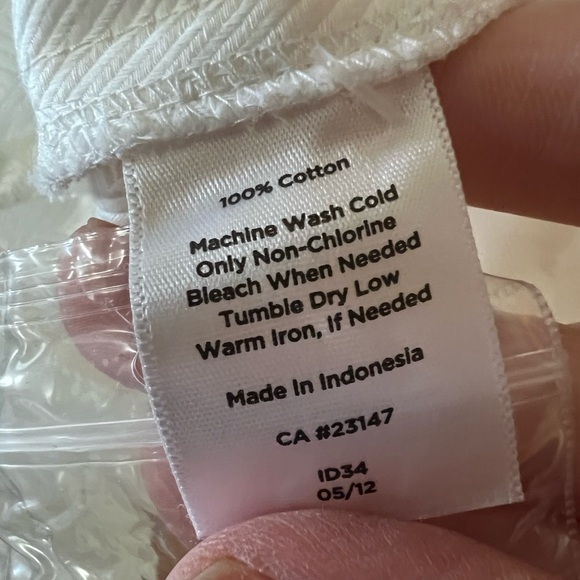 100% Cotton
Machine Wash Cold
Only Non-Chlorine
Bleach When Needed
Tumble Dry Low
Warm Iron, If Needed
Made In Indonesia
CA #23147
ID34
05/12